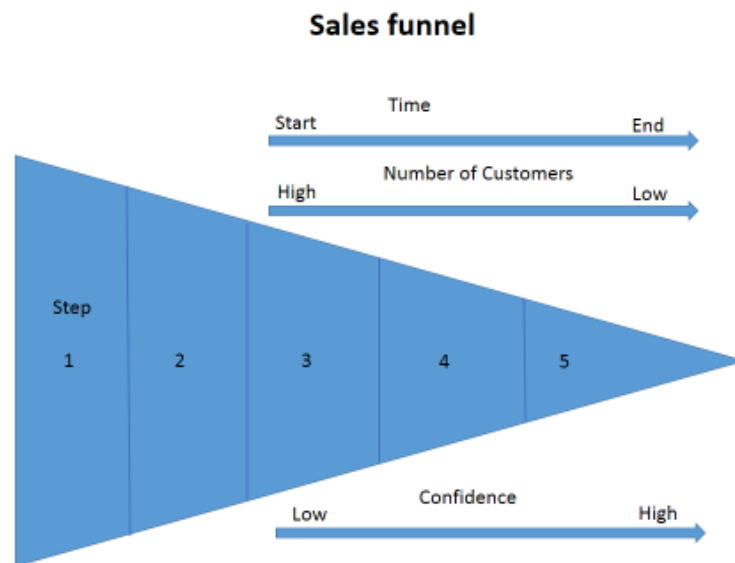 Sales funnel
Time
Start End
Number of Customers
High Low
Step
1 2 3 4 5
Confidence
Low High